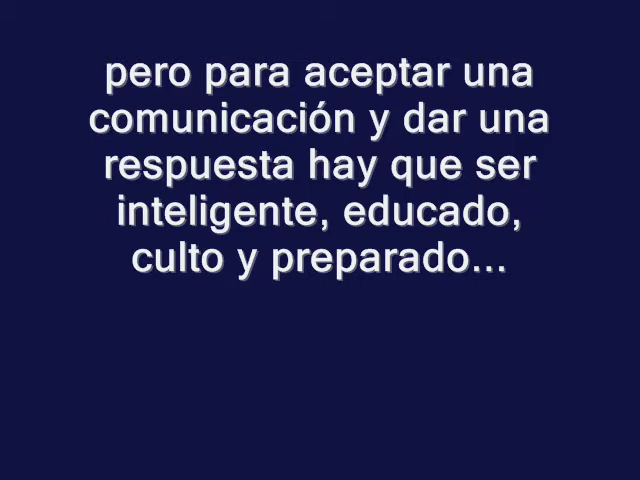 pero para aceptar una
comunicación y dar una
respuesta hay que ser
inteligente, educado,
culto y preparado...